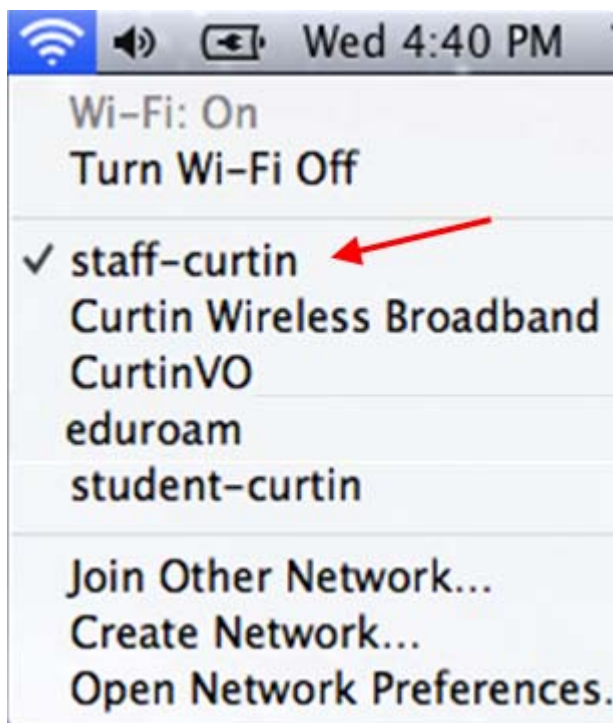 Wed 4:40 PM
Wi-Fi: On
Turn Wi-Fi Off
staff-curtin
Curtin Wireless Broadband
CurtinVO
eduroam
student-curtin
Join Other Network...
Create Network...
Open Network Preferences.